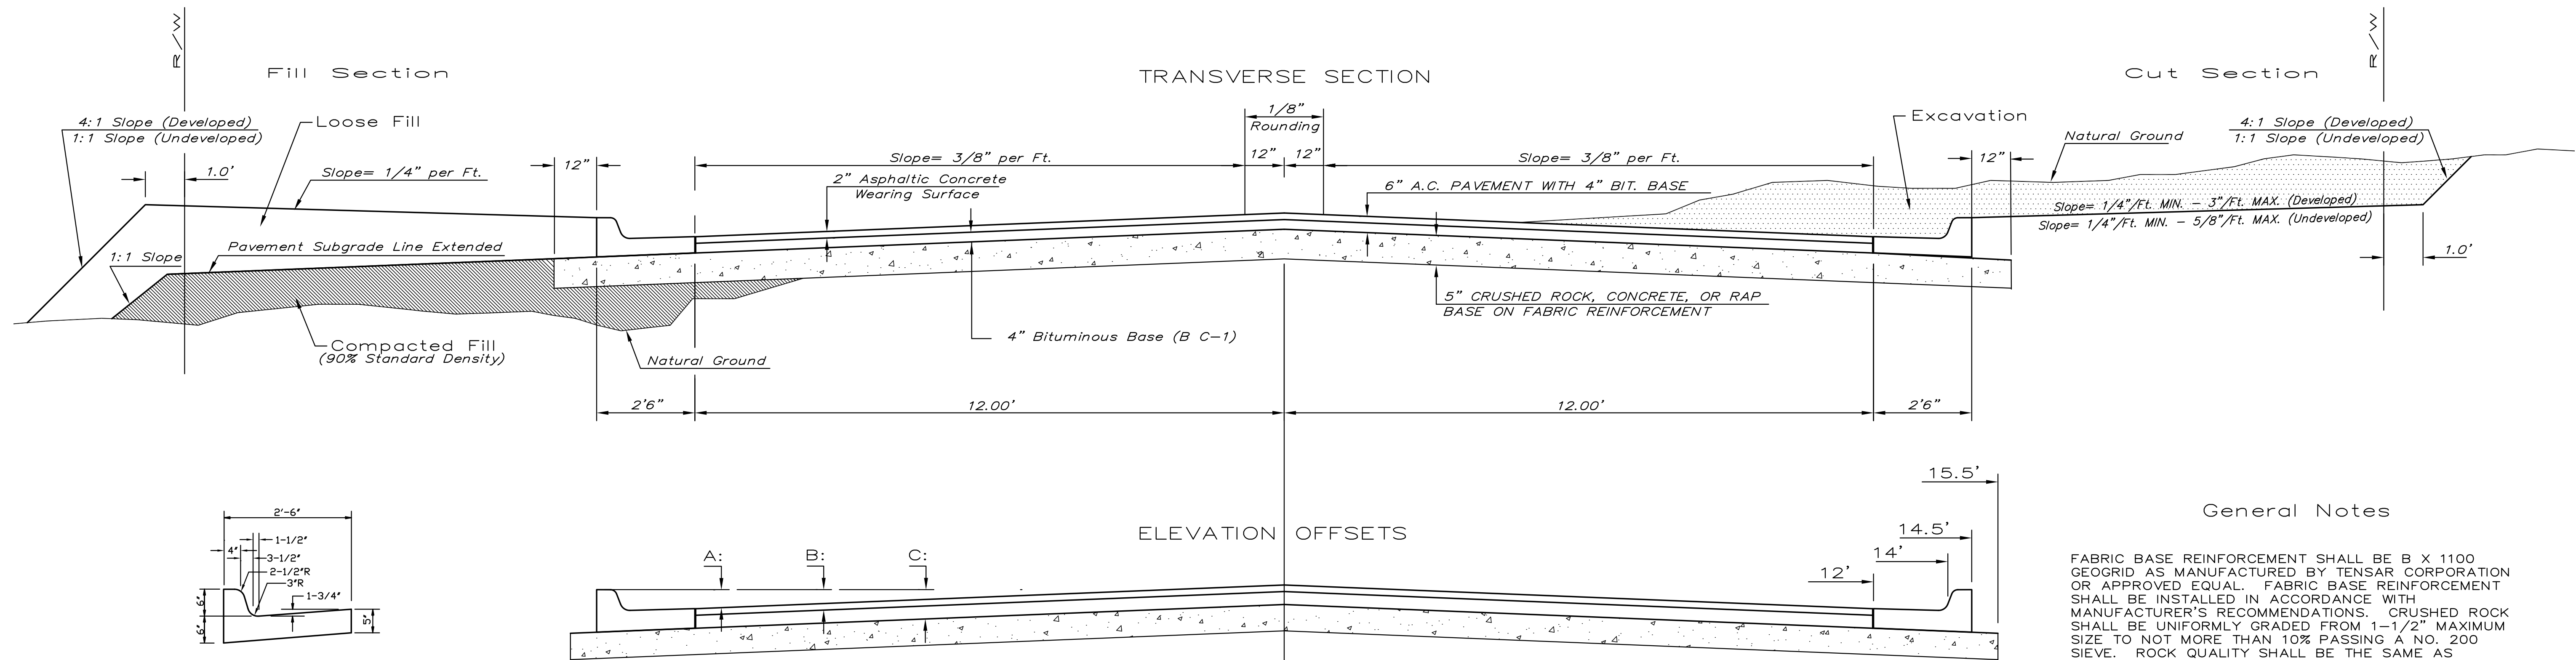 R/W
R/W
Fill Section
TRANSVERSE SECTION
Cut Section
4:1 Slope (Developed)
1:1 Slope (Undeveloped)
Loose Fill
1/8"
Rounding
Excavation
Natural Ground
4:1 Slope (Developed)
1:1 Slope (Undeveloped)
1.0'
Slope= 1/4" per Ft.
12"
Slope= 3/8" per Ft.
12"
12"
Slope= 3/8" per Ft.
12"
2" Asphaltic Concrete
Wearing Surface
6" A.C. PAVEMENT WITH 4" BIT. BASE
Slope= 1/4"/Ft. MIN. – 3"/Ft. MAX. (Developed)
Slope= 1/4"/Ft. MIN. – 5/8"/Ft. MAX. (Undeveloped)
1:1 Slope
Pavement Subgrade Line Extended
1.0'
5" CRUSHED ROCK, CONCRETE, OR RAP
BASE ON FABRIC REINFORCEMENT
4" Bituminous Base (B C–1)
Compacted Fill
(90% Standard Density)
Natural Ground
2'6"
12.00'
12.00'
2'6"
2'-6"
1-1/2"
4"
3-1/2"
2-1/2"R
3"R
1-3/4"
6"
6"
5"
ELEVATION OFFSETS
A:
B:
C:
15.5'
14.5'
14'
12'
General Notes
FABRIC BASE REINFORCEMENT SHALL BE B X 1100
GEOGRID AS MANUFACTURED BY TENSAR CORPORATION
OR APPROVED EQUAL. FABRIC BASE REINFORCEMENT
SHALL BE INSTALLED IN ACCORDANCE WITH
MANUFACTURER'S RECOMMENDATIONS. CRUSHED ROCK
SHALL BE UNIFORMLY GRADED FROM 1–1/2" MAXIMUM
SIZE TO NOT MORE THAN 10% PASSING A NO. 200
SIEVE. ROCK QUALITY SHALL BE THE SAME AS